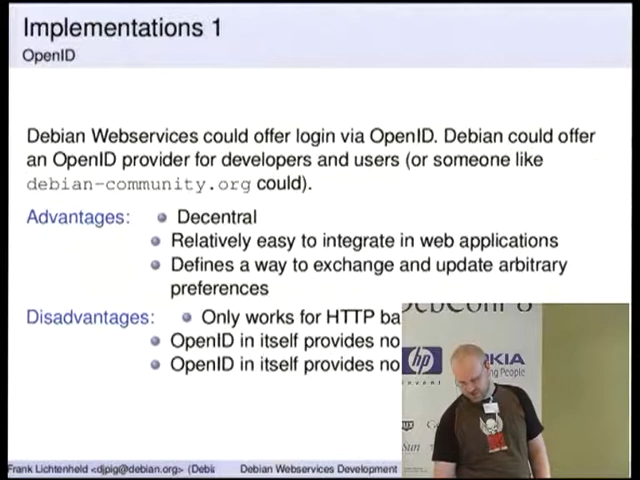 Implementations 1
OpenID
Debian Webservices could offer login via OpenID. Debian could offer
an OpenID provider for developers and users (or someone like
debian-community.org could).
Advantages: Decentral
Relatively easy to integrate in web applications
Defines a way to exchange and update arbitrary
preferences
Disadvantages: Only works for HTTP ba
OpenID in itself provides no
OpenID in itself provides no
DebConf 8
hp
invent
NOKIA
People
Sun
Frank Lichtenheld <djpig@debian.org> (Debi
Debian Webservices Development